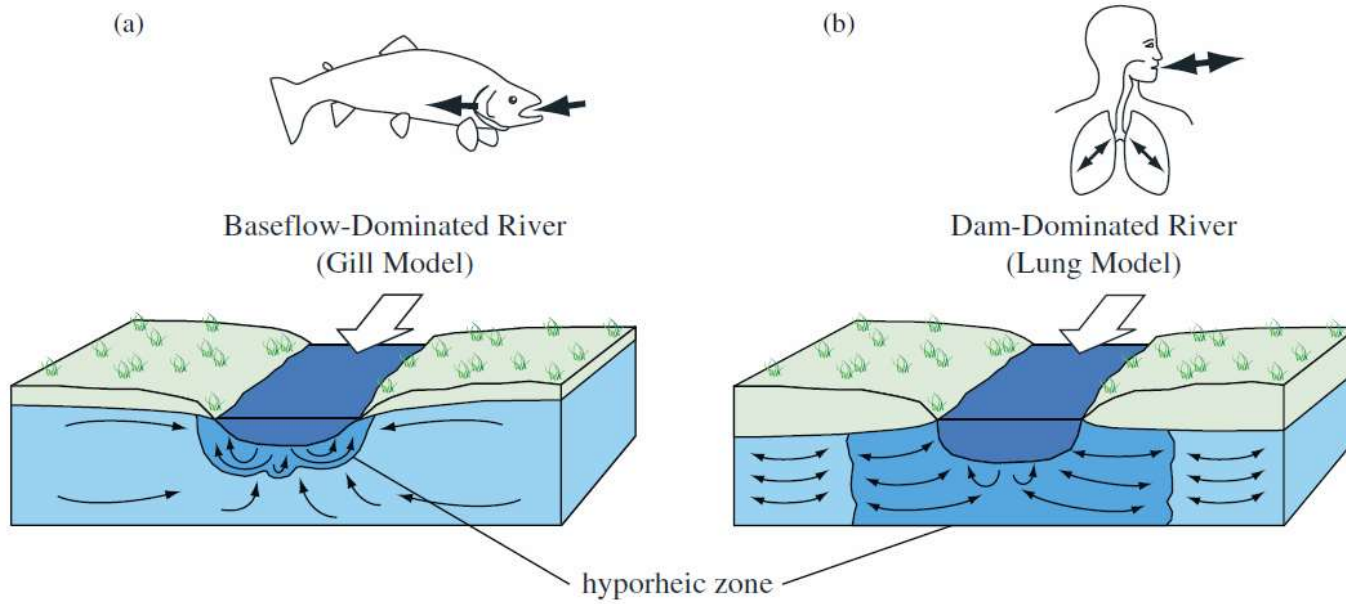 (a)
(b)
Baseflow-Dominated River
(Gill Model)
Dam-Dominated River
(Lung Model)
hyporheic zone